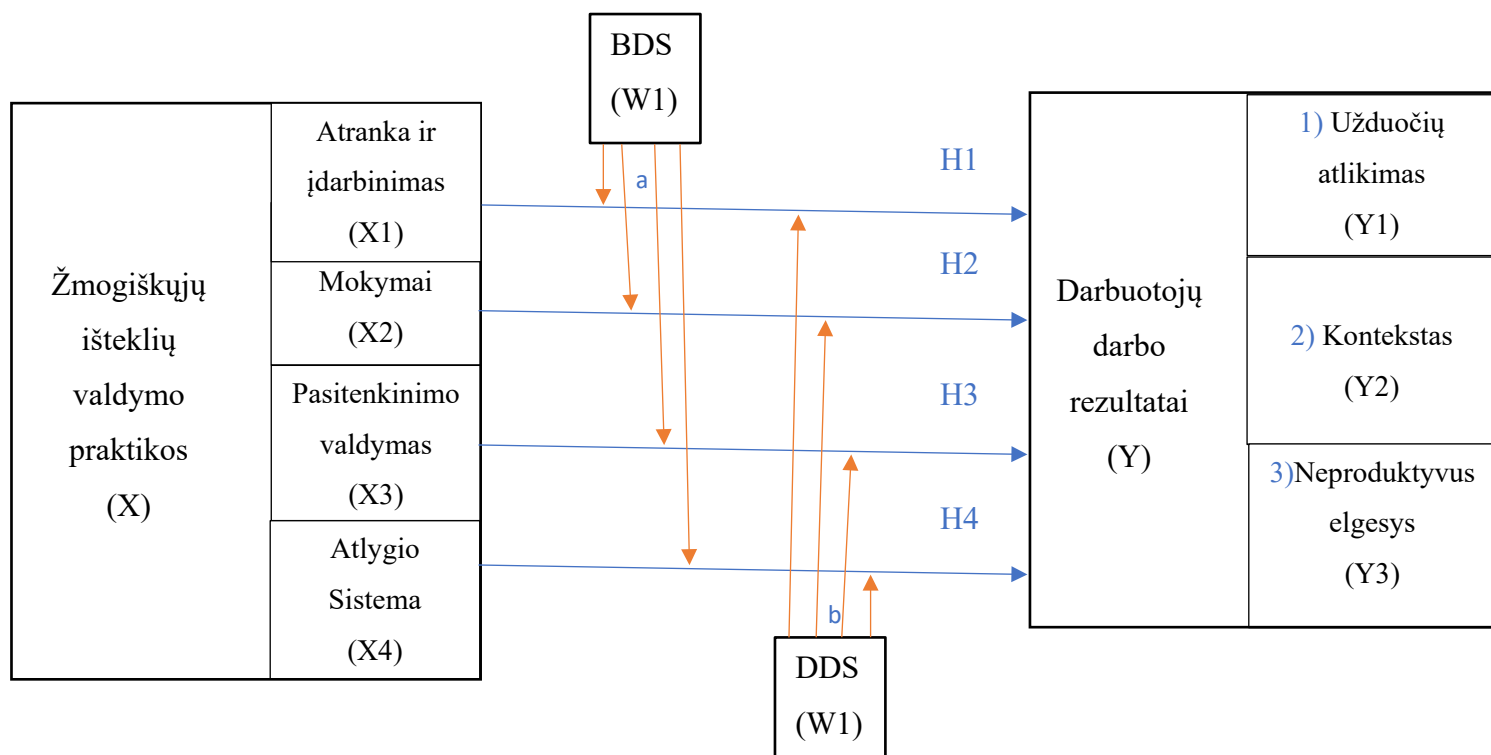 BDS
(W1)
Žmogiškųjų
išteklių
valdymo
praktikos
(X)
Atranka ir
įdarbinimas
(X1)
Mokymai
(X2)
Pasitenkinimo
valdymas
(X3)
Atlygio
Sistema
(X4)
a
H1
H2
H3
H4
b
DDS
(W1)
Darbuotojų
darbo
rezultatai
(Y)
1) Užduočių
atlikimas
(Y1)
2) Kontekstas
(Y2)
3)Neproduktyvus
elgesys
(Y3)